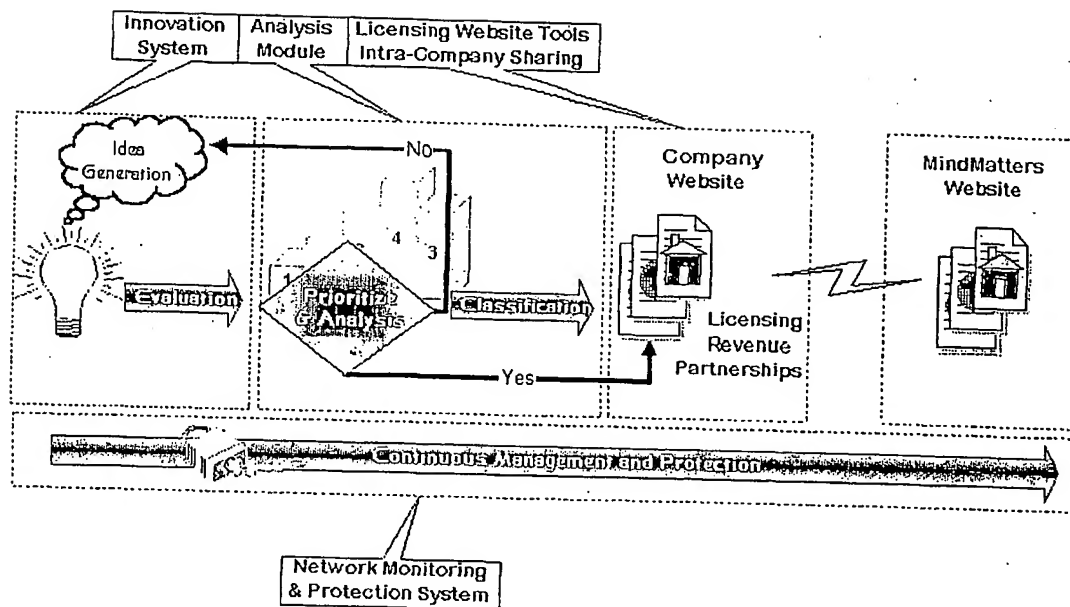 Innovation
System
Analysis
Module
Licensing Website Tools
Intra-Company Sharing
Idea
Generation
No
Company
Website
MindMatters
Website
4
3
1
Evaluation
Prioritize
& Analysis
Classification
Licensing
Revenue
Partnerships
Yes
Continuous Management and Protection
Network Monitoring
& Protection System